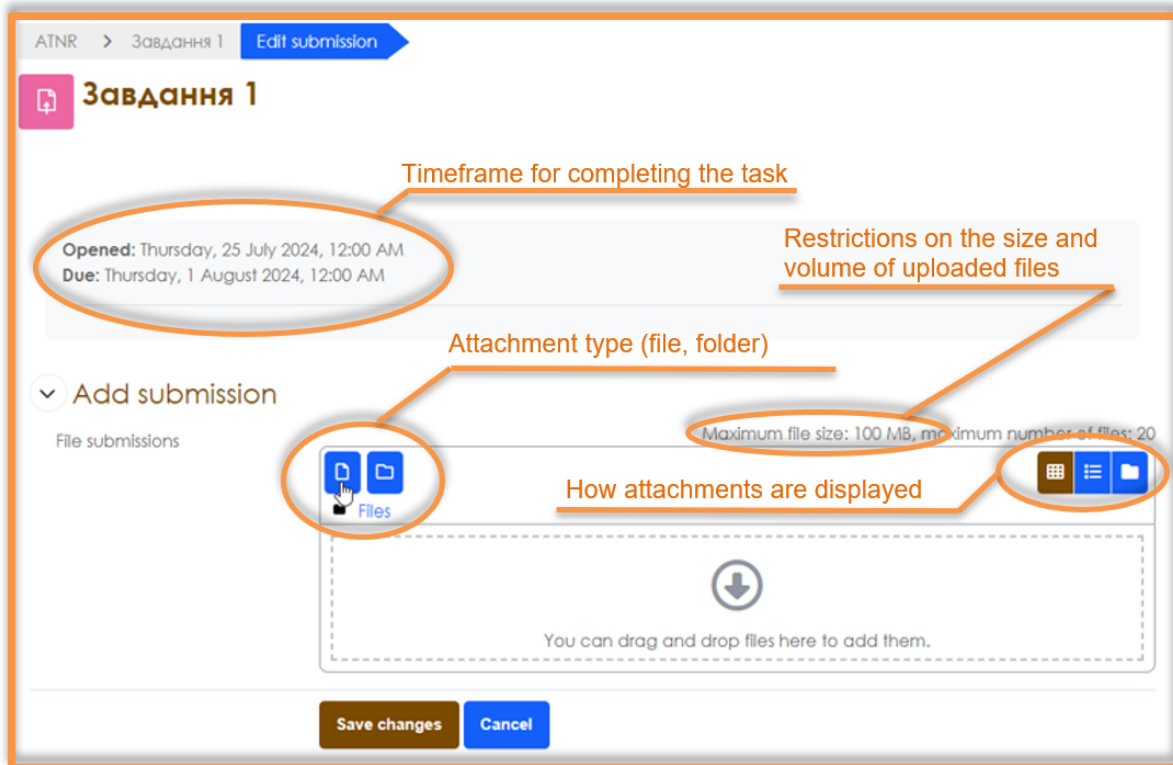 ATNR > Завдання 1 Edit submission
Завдання 1
Timeframe for completing the task
Opened: Thursday, 25 July 2024, 12:00 AM
Due: Thursday, 1 August 2024, 12:00 AM
Restrictions on the size and
volume of uploaded files
Attachment type (file, folder)
Add submission
File submissions
Maximum file size: 100 MB, maximum number of files: 20
How attachments are displayed
Files
You can drag and drop files here to add them.
Save changes Cancel